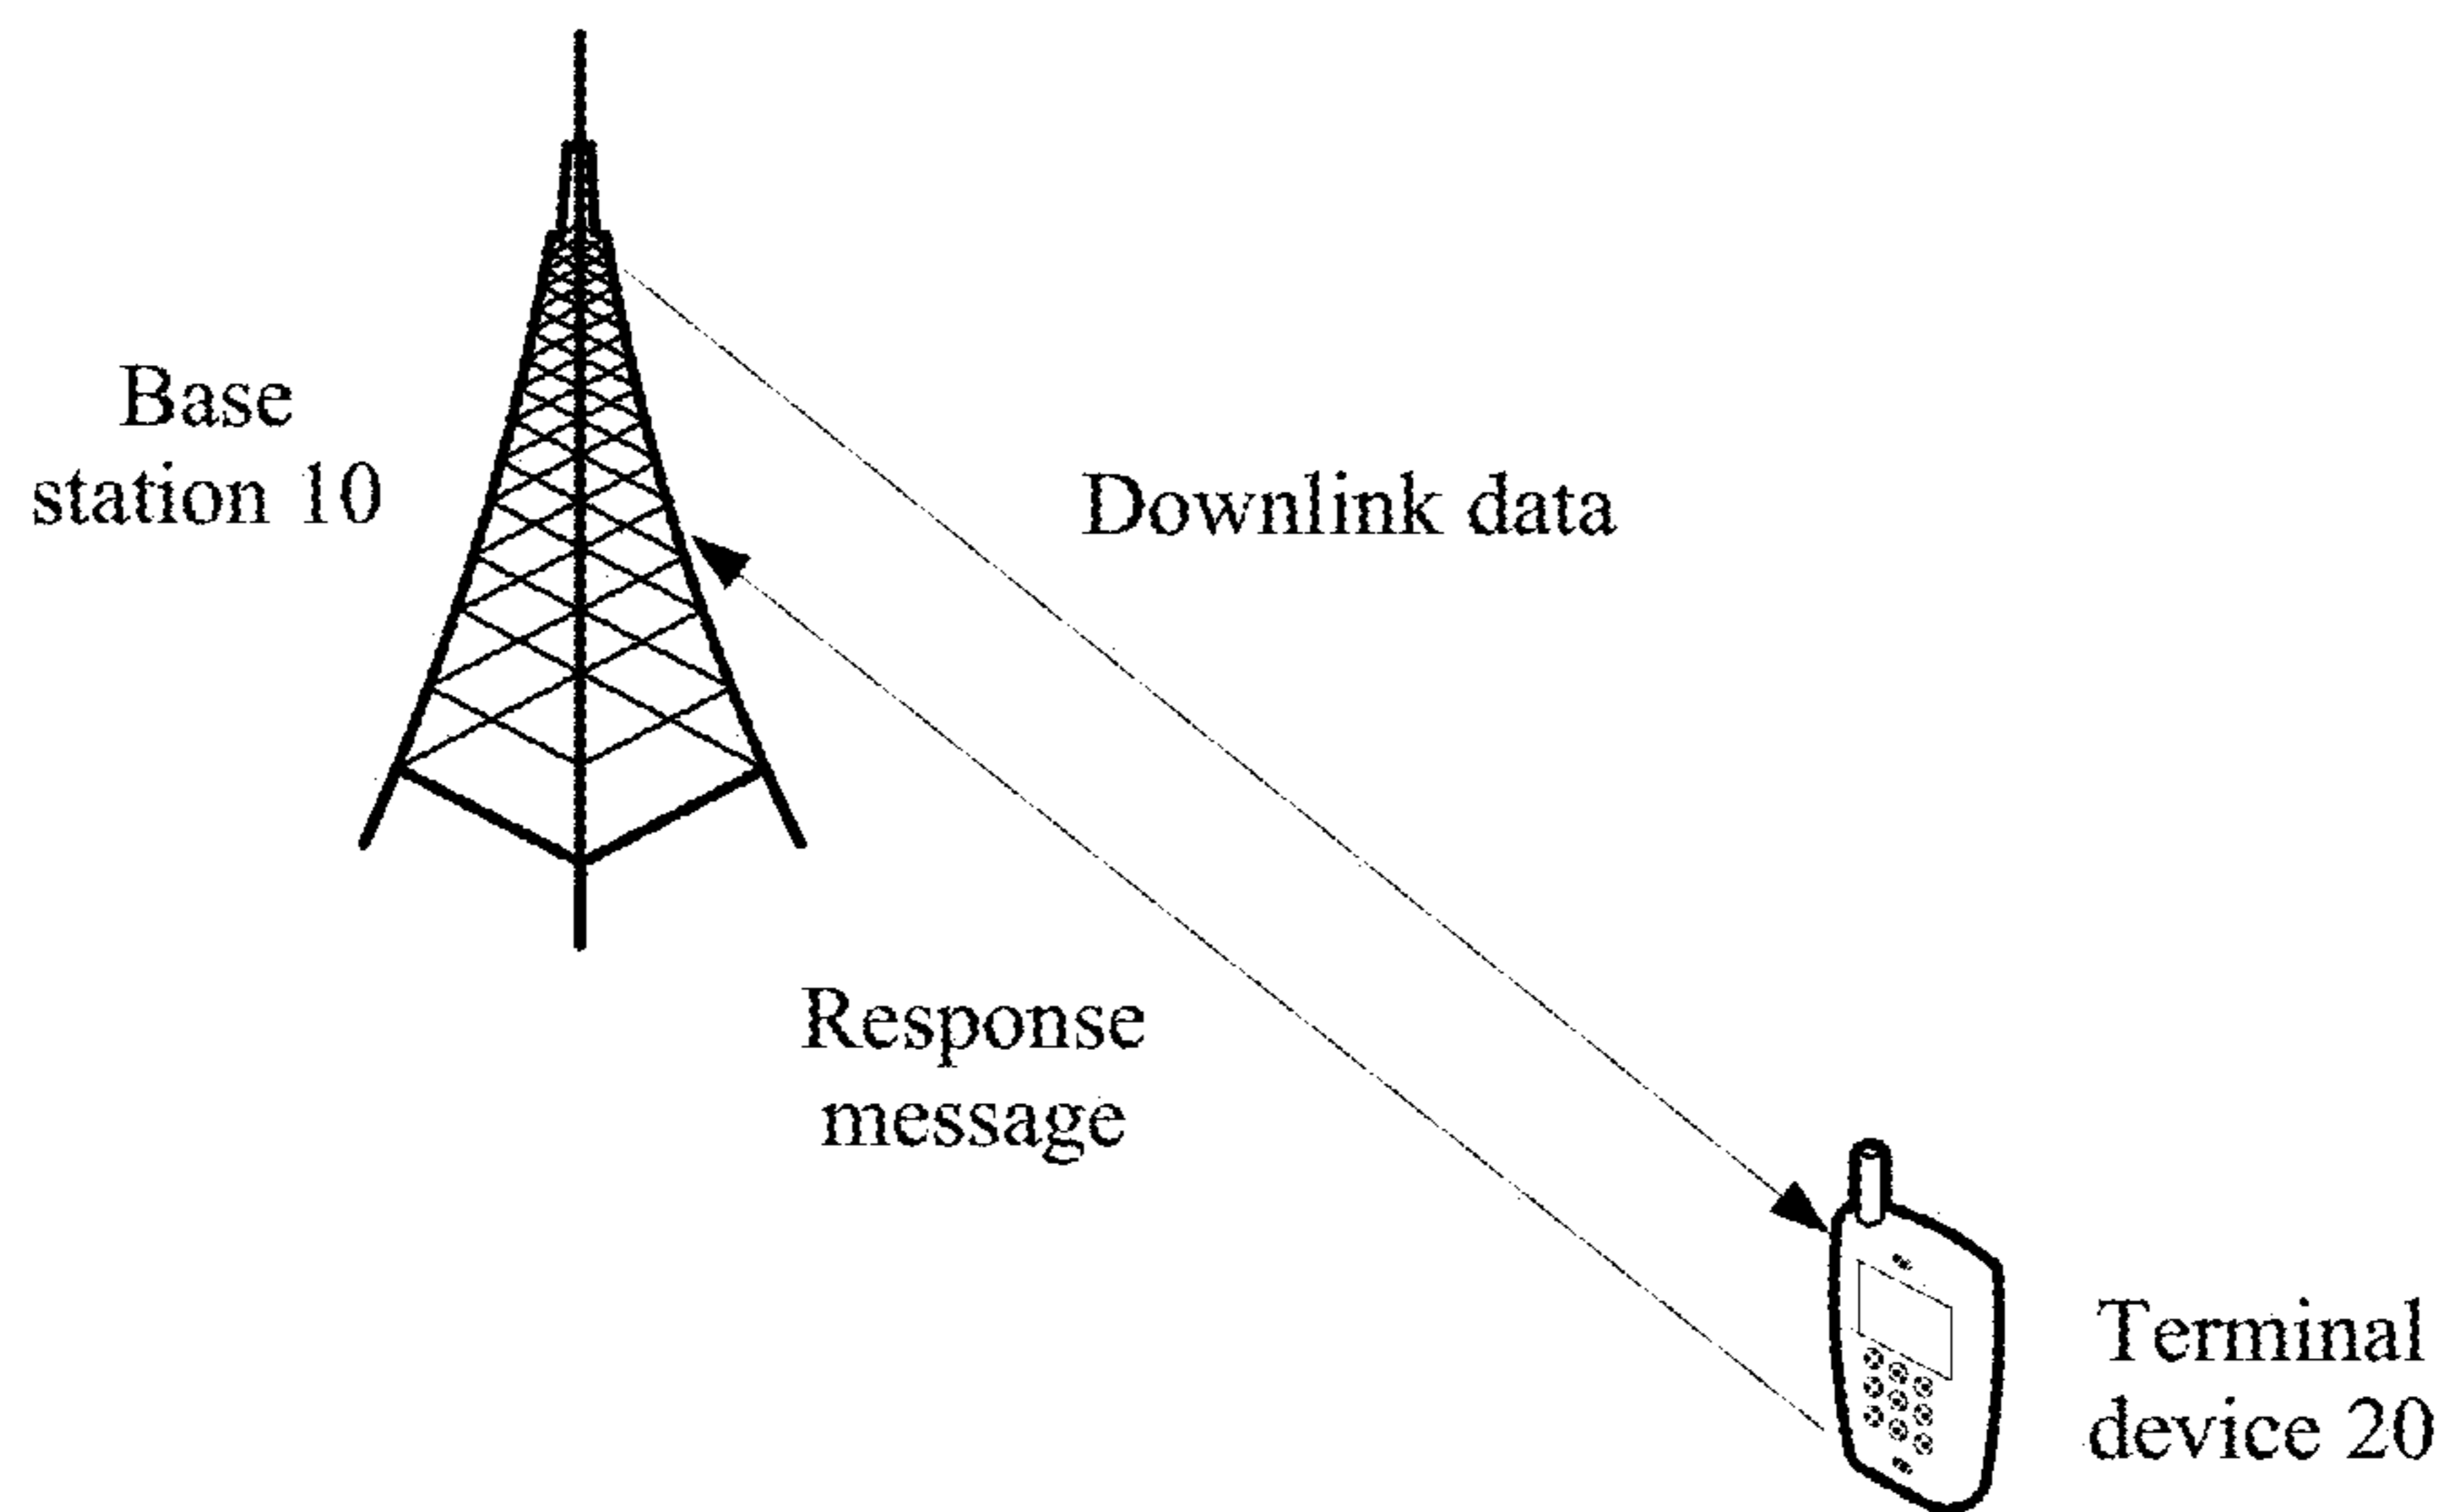 Base
station 10
Downlink data
Response
message
Terminal
device 20